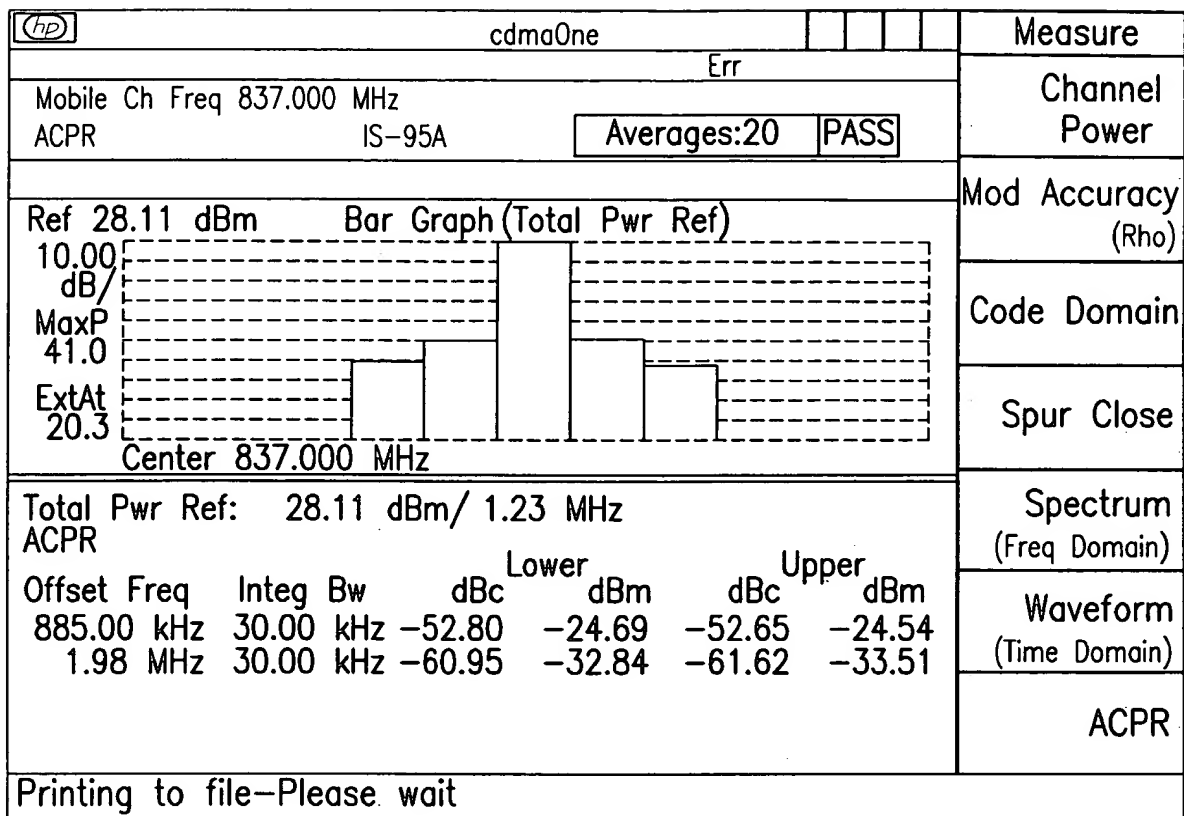 hp
cdmaOne
Err
Mobile Ch Freq 837.000 MHz
ACPR IS-95A Averages:20 PASS
Ref 28.11 dBm Bar Graph (Total Pwr Ref)
10.00
dB/
MaxP
41.0
ExtAt
20.3
Center 837.000 MHz
Total Pwr Ref: 28.11 dBm/ 1.23 MHz
ACPR
Lower Upper
Offset Freq Integ Bw dBc dBm dBc dBm
885.00 kHz 30.00 kHz -52.80 -24.69 -52.65 -24.54
1.98 MHz 30.00 kHz -60.95 -32.84 -61.62 -33.51
Printing to file-Please wait
Measure
Channel
Power
Mod Accuracy
(Rho)
Code Domain
Spur Close
Spectrum
(Freq Domain)
Waveform
(Time Domain)
ACPR